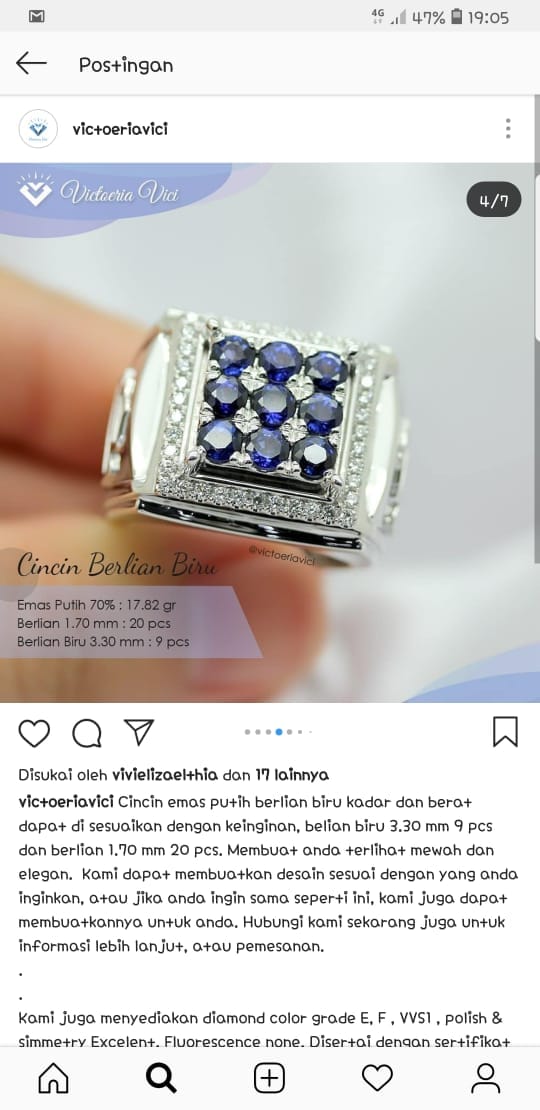 4G 47% 19:05
Postingan
victoeriavici
Victoeria Vici
4/7
@victoeriavici
Cincin Berlian Biru
Emas Putih 70% : 17.82 gr
Berlian 1.70 mm : 20 pcs
Berlian Biru 3.30 mm : 9 pcs
Disukai oleh vivielizaelthia dan 17 lainnya
victoeriavici Cincin emas putih berlian biru kadar dan berat
dapat di sesuaikan dengan keinginan, belian biru 3.30 mm 9 pcs
dan berlian 1.70 mm 20 pcs. Membuat anda terlihat mewah dan
elegan. Kami dapat membuatkan desain sesuai dengan yang anda
inginkan, atau jika anda ingin sama seperti ini, kami juga dapat
membuatkannya untuk anda. Hubungi kami sekarang juga untuk
informasi lebih lanjut, atau pemesanan.
.
.
Kami juga menyediakan diamond color grade E, F , VVS1 , polish &
simmetry Excelent, Fluorescence none. Disertai dengan sertifikat